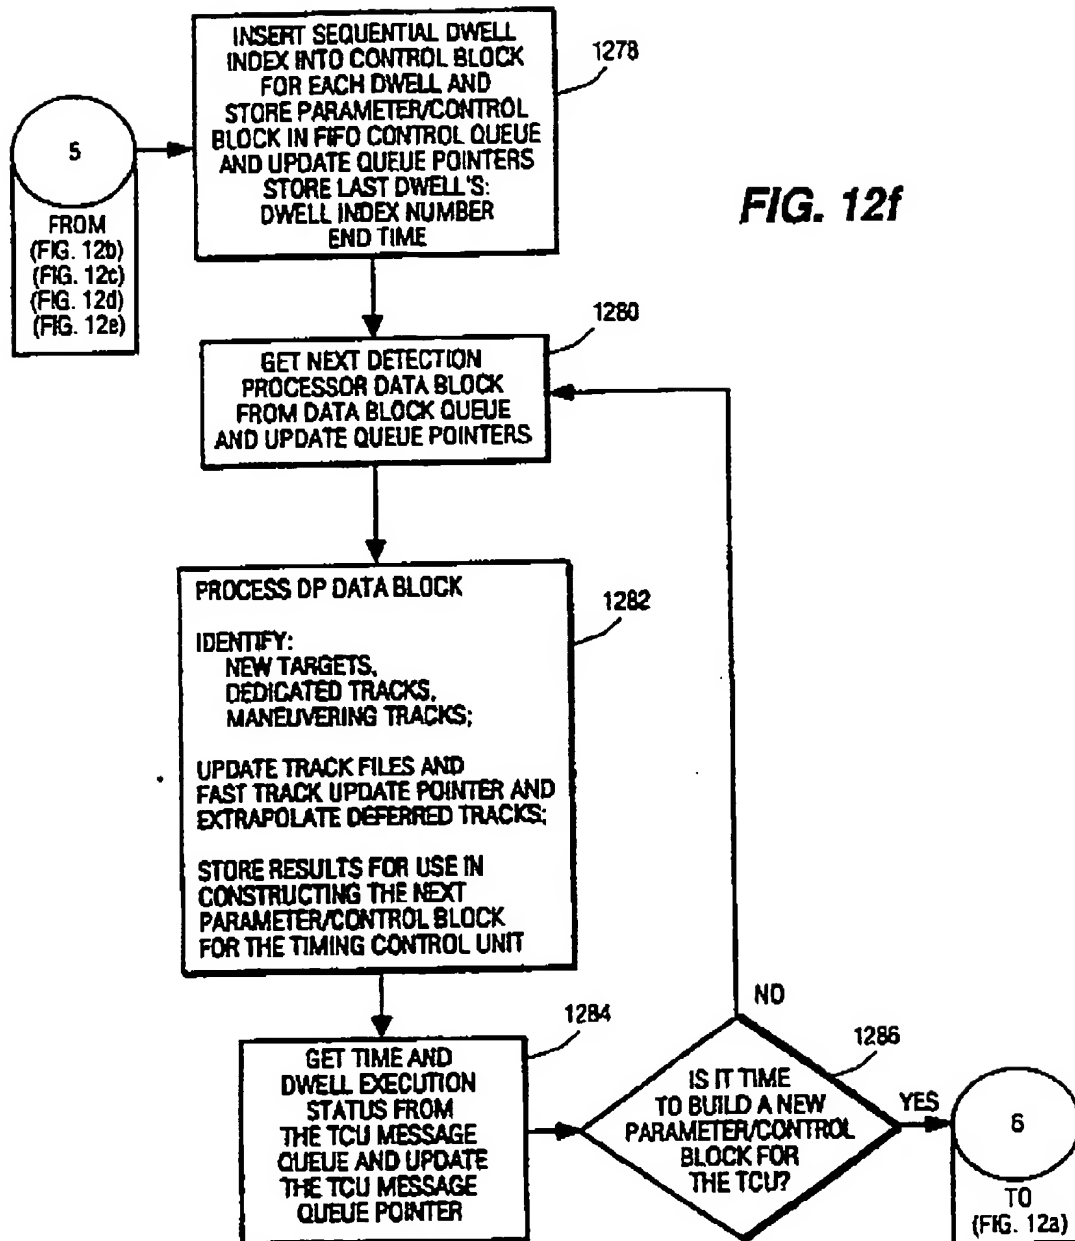 INSERT SEQUENTIAL DWELL
INDEX INTO CONTROL BLOCK
FOR EACH DWELL AND
STORE PARAMETER/CONTROL
BLOCK IN FIFO CONTROL QUEUE
AND UPDATE QUEUE POINTERS
STORE LAST DWELL'S:
DWELL INDEX NUMBER
END TIME
1278
5
FROM
(FIG. 12b)
(FIG. 12c)
(FIG. 12d)
(FIG. 12e)
FIG. 12f
1280
GET NEXT DETECTION
PROCESSOR DATA BLOCK
FROM DATA BLOCK QUEUE
AND UPDATE QUEUE POINTERS
1282
PROCESS DP DATA BLOCK
IDENTIFY:
NEW TARGETS,
DEDICATED TRACKS,
MANEUVERING TRACKS;
UPDATE TRACK FILES AND
FAST TRACK UPDATE POINTER AND
EXTRAPOLATE DEFERRED TRACKS;
STORE RESULTS FOR USE IN
CONSTRUCTING THE NEXT
PARAMETER/CONTROL BLOCK
FOR THE TIMING CONTROL UNIT
1284
GET TIME AND
DWELL EXECUTION
STATUS FROM
THE TCU MESSAGE
QUEUE AND UPDATE
THE TCU MESSAGE
QUEUE POINTER
NO
1286
IS IT TIME
TO BUILD A NEW
PARAMETER/CONTROL
BLOCK FOR
THE TCU?
YES
6
TO
(FIG. 12a)